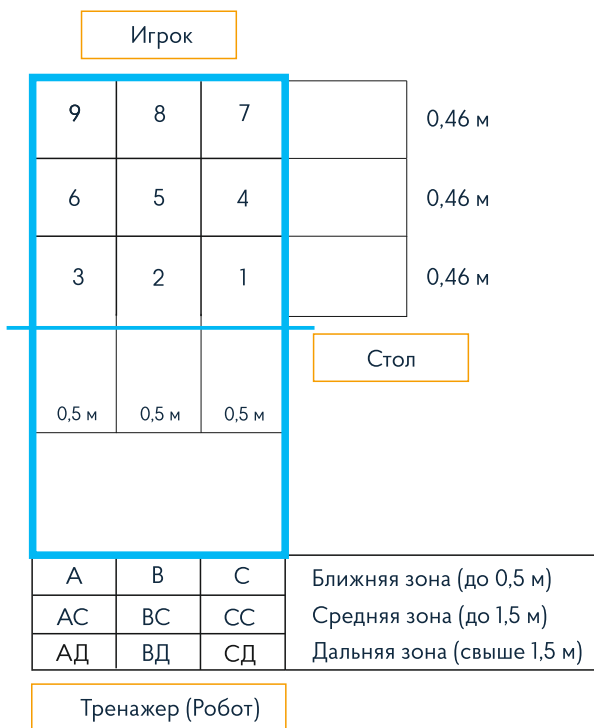 Игрок
9 8 7 0,46 м
6 5 4 0,46 м
3 2 1 0,46 м
Стол
0,5 м 0,5 м 0,5 м
А В С Ближняя зона (до 0,5 м)
АС ВС СС Средняя зона (до 1,5 м)
АД ВД СД Дальняя зона (свыше 1,5 м)
Тренажер (Робот)